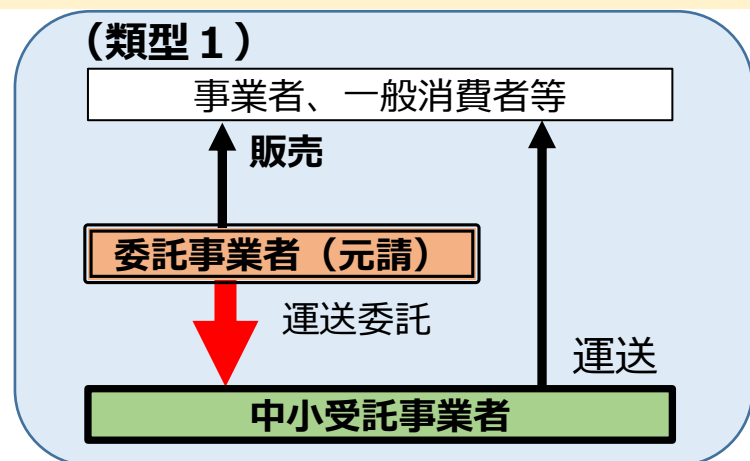 （類型１）
事業者、一般消費者等
販売
委託事業者（元請）
運送委託
運送
中小受託事業者